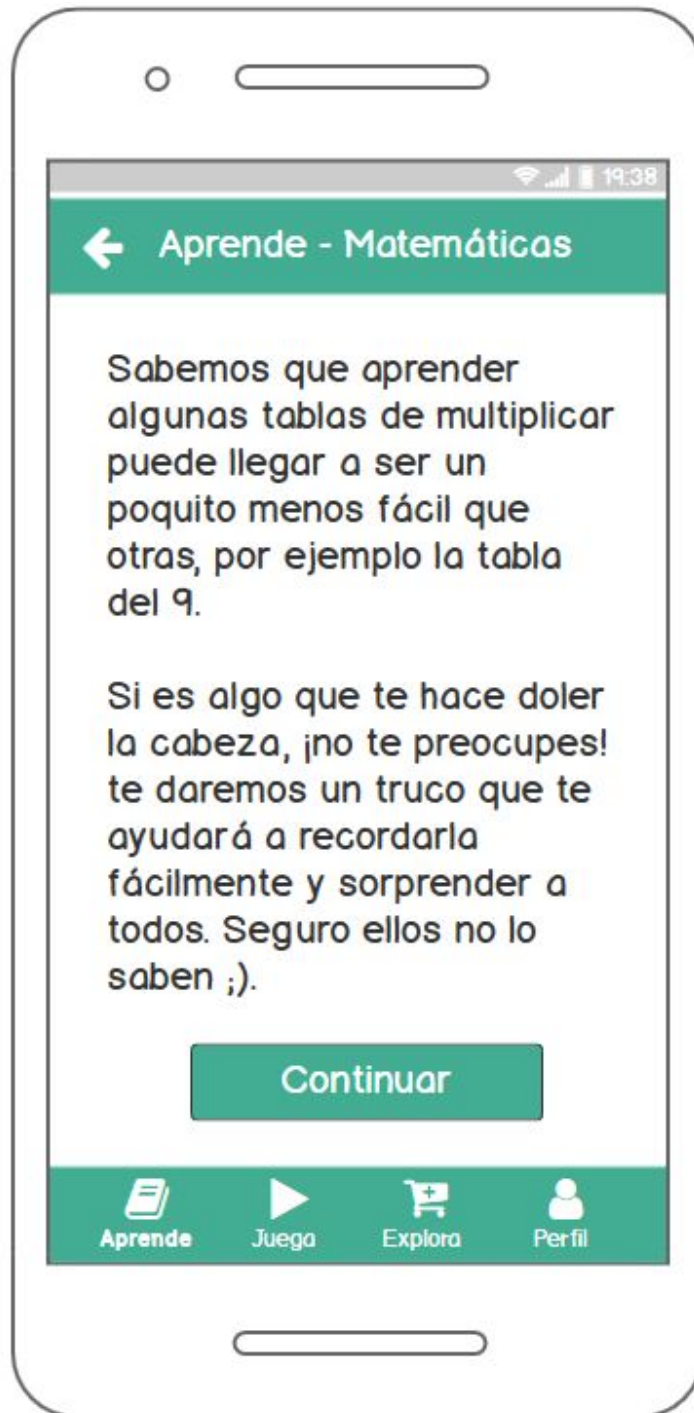 19:38
Aprende - Matemáticas
Sabemos que aprender
algunas tablas de multiplicar
puede llegar a ser un
poquito menos fácil que
otras, por ejemplo la tabla
del 9.
Si es algo que te hace doler
la cabeza, ¡no te preocupes!
te daremos un truco que te
ayudará a recordarla
fácilmente y sorprender a
todos. Seguro ellos no lo
saben ;).
Continuar
Aprende Juega Explora Perfil